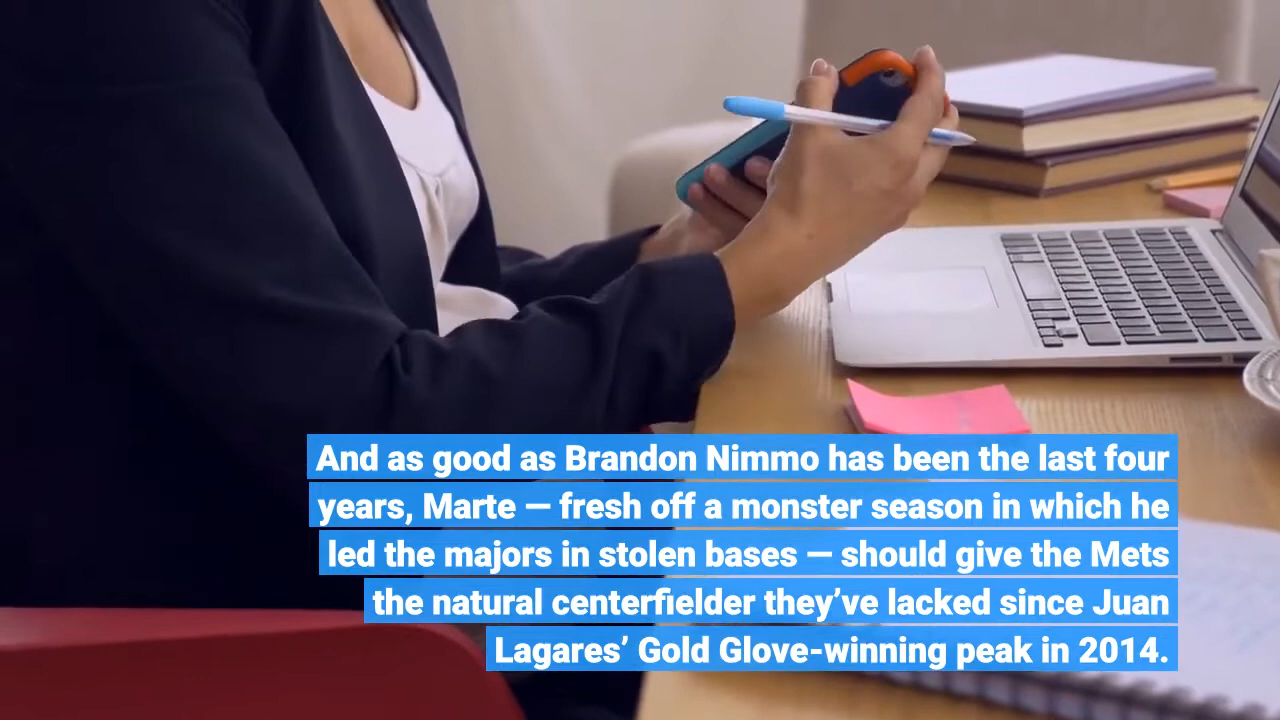 And as good as Brandon Nimmo has been the last four
years, Marte — fresh off a monster season in which he
led the majors in stolen bases — should give the Mets
the natural centerfielder they’ve lacked since Juan
Lagares’ Gold Glove-winning peak in 2014.